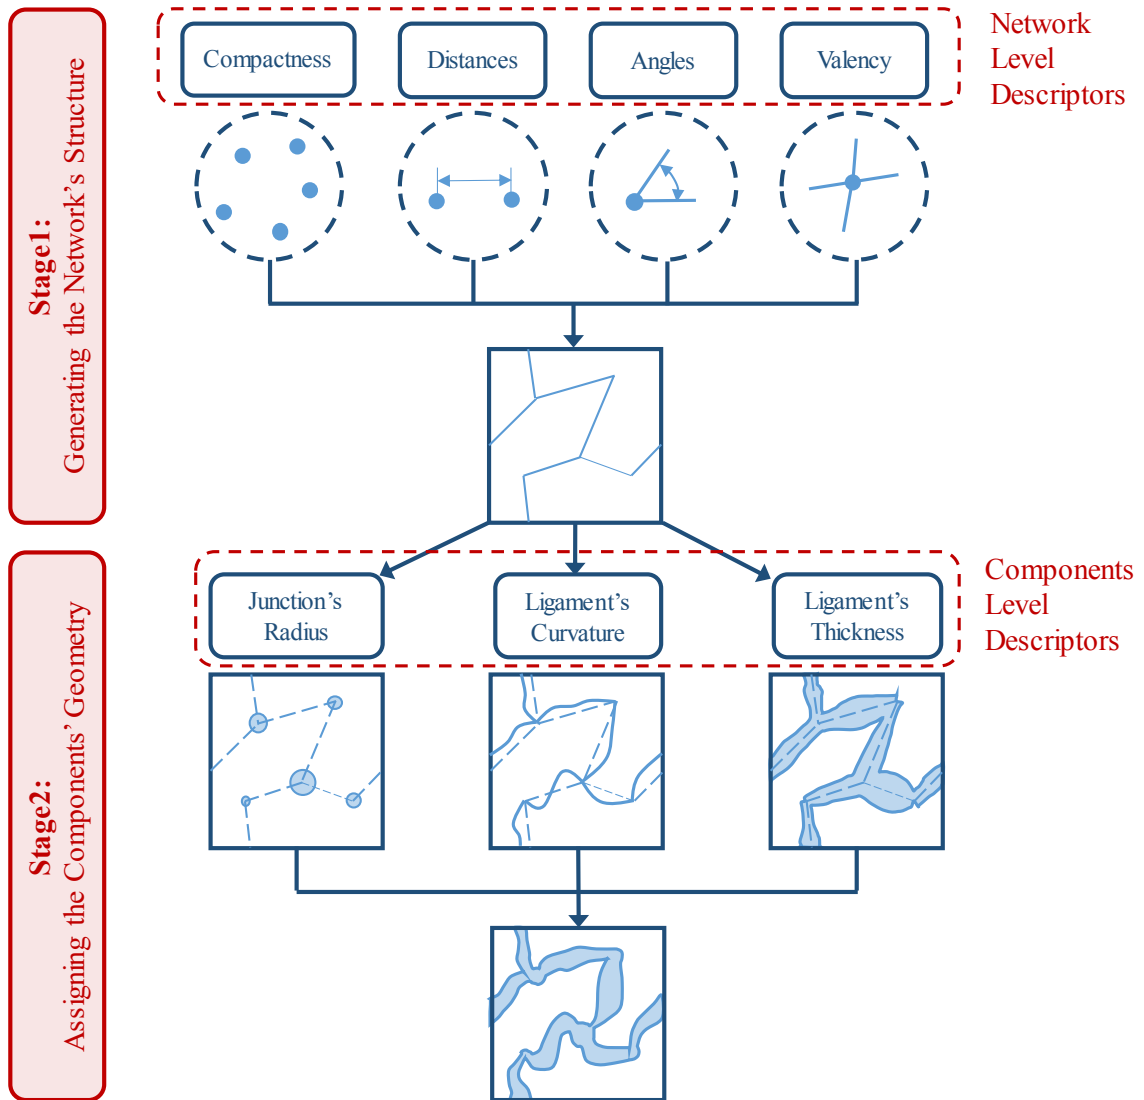 Stage1:
Generating the Network's Structure
Compactness
Distances
Angles
Valency
Network
Level
Descriptors
Stage2:
Assigning the Components' Geometry
Junction's
Radius
Ligament's
Curvature
Ligament's
Thickness
Components
Level
Descriptors